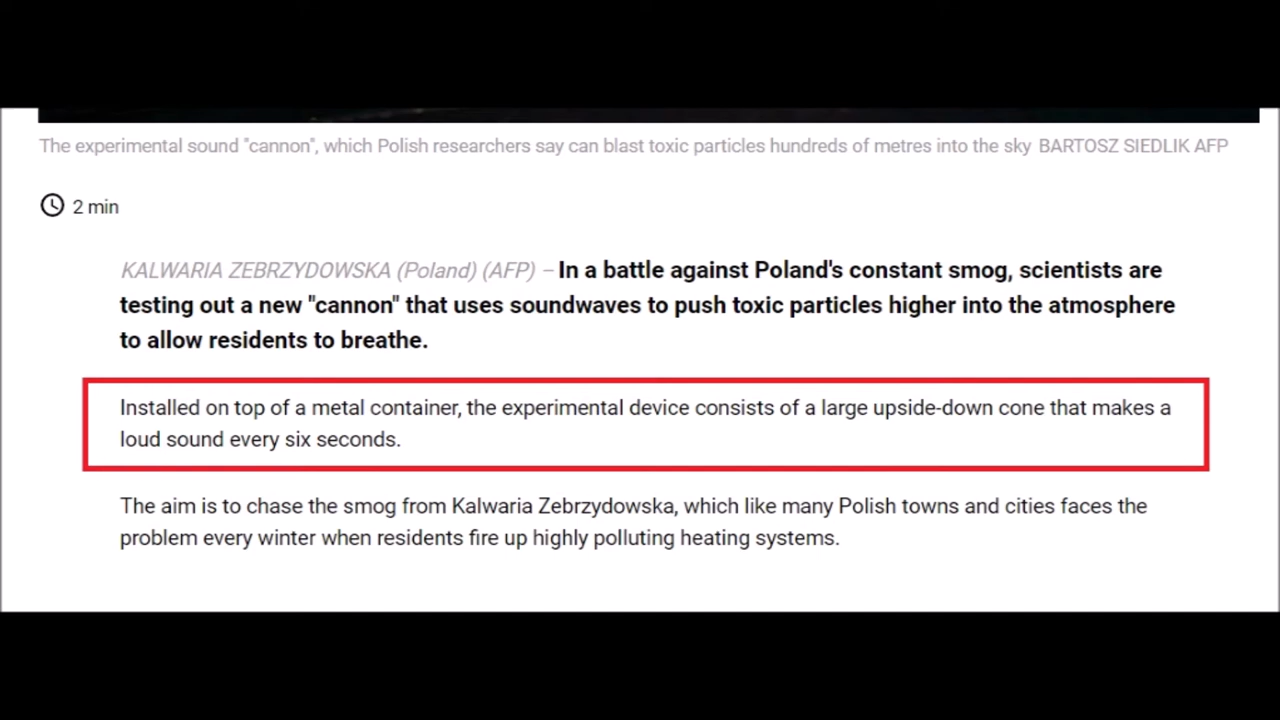 The experimental sound "cannon", which Polish researchers say can blast toxic particles hundreds of metres into the sky BARTOSZ SIEDLIK AFP
2 min
KALWARIA ZEBRZYDOWSKA (Poland) (AFP) – In a battle against Poland's constant smog, scientists are
testing out a new "cannon" that uses soundwaves to push toxic particles higher into the atmosphere
to allow residents to breathe.
Installed on top of a metal container, the experimental device consists of a large upside-down cone that makes a
loud sound every six seconds.
The aim is to chase the smog from Kalwaria Zebrzydowska, which like many Polish towns and cities faces the
problem every winter when residents fire up highly polluting heating systems.